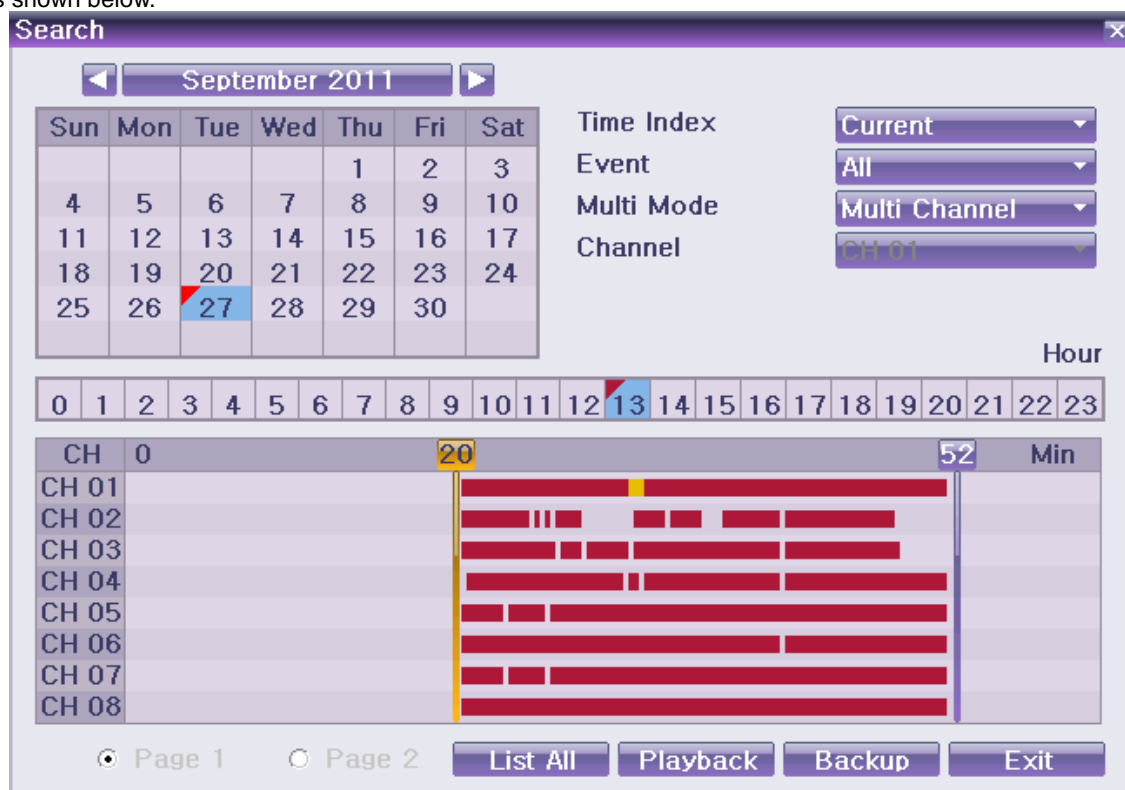 s shown below.
Search
September 2011
Sun Mon Tue Wed Thu Fri Sat
1 2 3
4 5 6 7 8 9 10
11 12 13 14 15 16 17
18 19 20 21 22 23 24
25 26 27 28 29 30
Time Index Current
Event All
Multi Mode Multi Channel
Channel CH 01
Hour
0 1 2 3 4 5 6 7 8 9 10 11 12 13 14 15 16 17 18 19 20 21 22 23
CH 0 20 52 Min
CH 01
CH 02
CH 03
CH 04
CH 05
CH 06
CH 07
CH 08
Page 1 Page 2 List All Playback Backup Exit